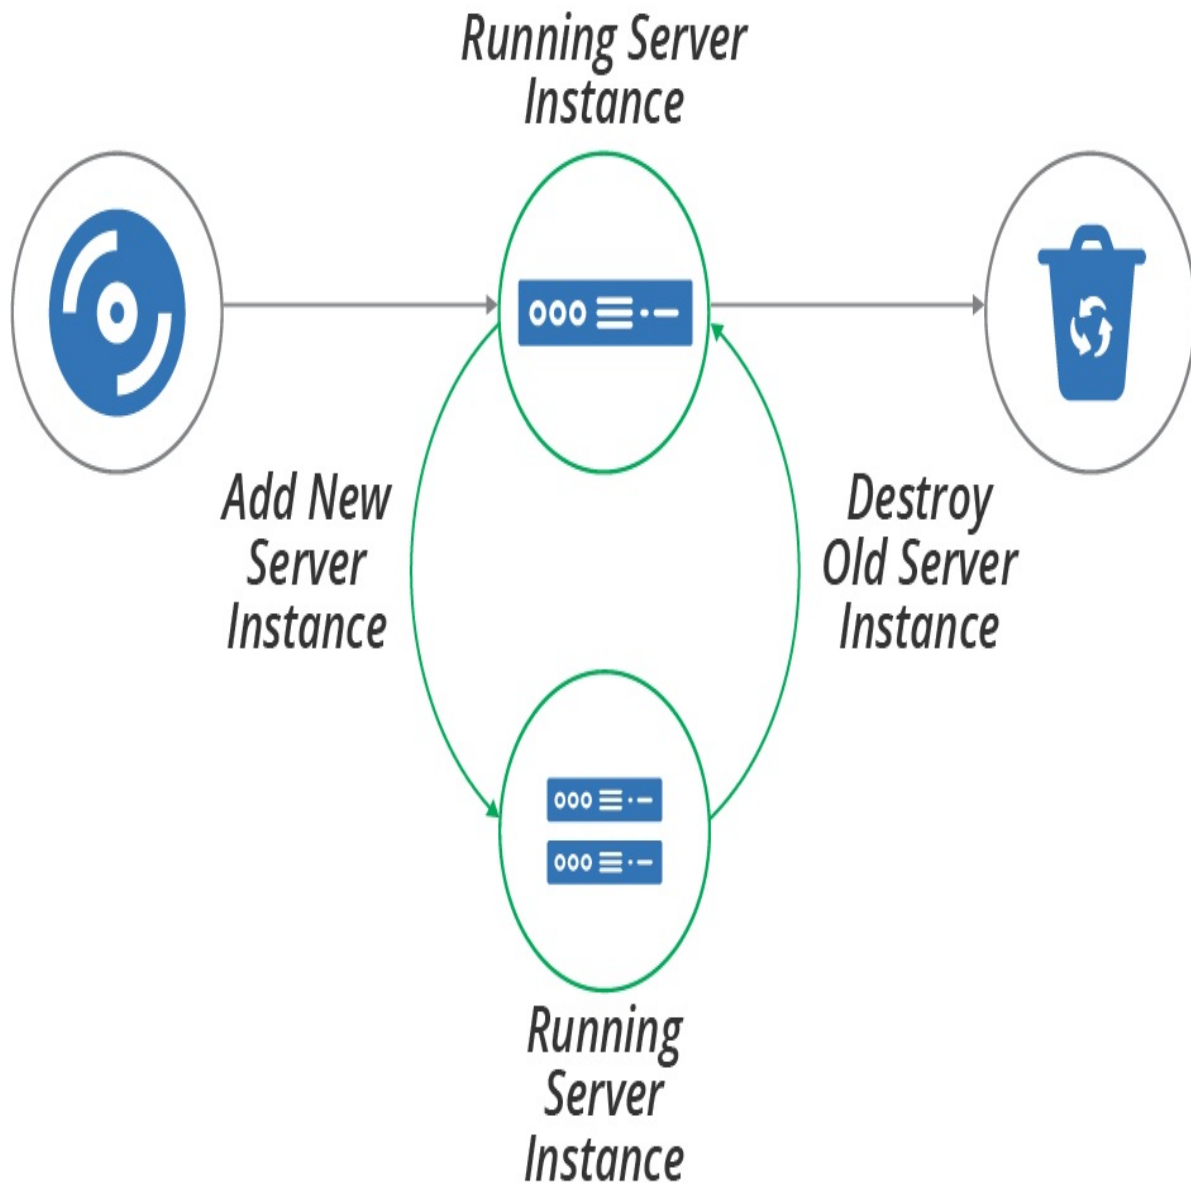 Running Server
Instance
Add New
Server
Instance
Destroy
Old Server
Instance
Running
Server
Instance